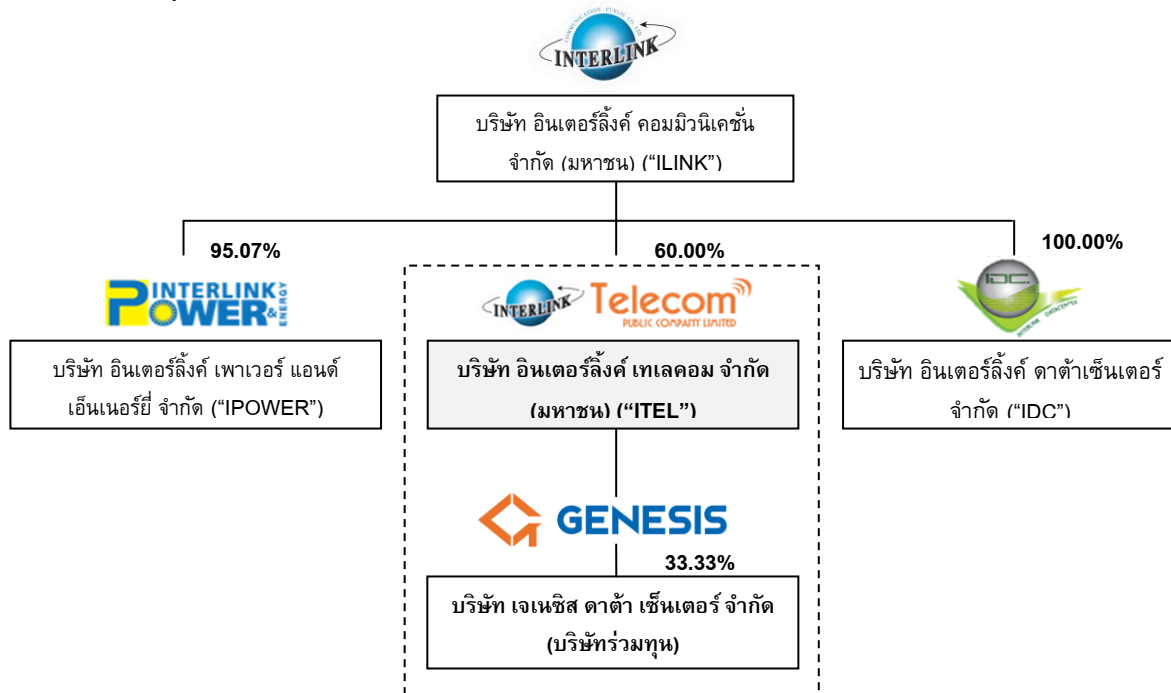 COMMUNICATION PUBLIC CO.,LTD.
INTERLINK
บริษัท อินเตอร์ลิ้งค์ คอมมิวนิเคชั่น
จำกัด (มหาชน) (“ILINK”)
95.07%
60.00%
100.00%
INTERLINK
POWER & ENERGY
INTERLINK Telecom
PUBLIC COMPANY LIMITED
IDC
INTERLINK DATACENTER
บริษัท อินเตอร์ลิ้งค์ เพาเวอร์ แอนด์
เอ็นเนอร์ยี่ จำกัด (“IPOWER”)
บริษัท อินเตอร์ลิ้งค์ เทเลคอม จำกัด
(มหาชน) (“ITEL”)
บริษัท อินเตอร์ลิ้งค์ ดาต้าเซ็นเตอร์
จำกัด (“IDC”)
GENESIS
33.33%
บริษัท เจเนซิส ดาต้า เซ็นเตอร์ จำกัด
(บริษัทร่วมทุน)